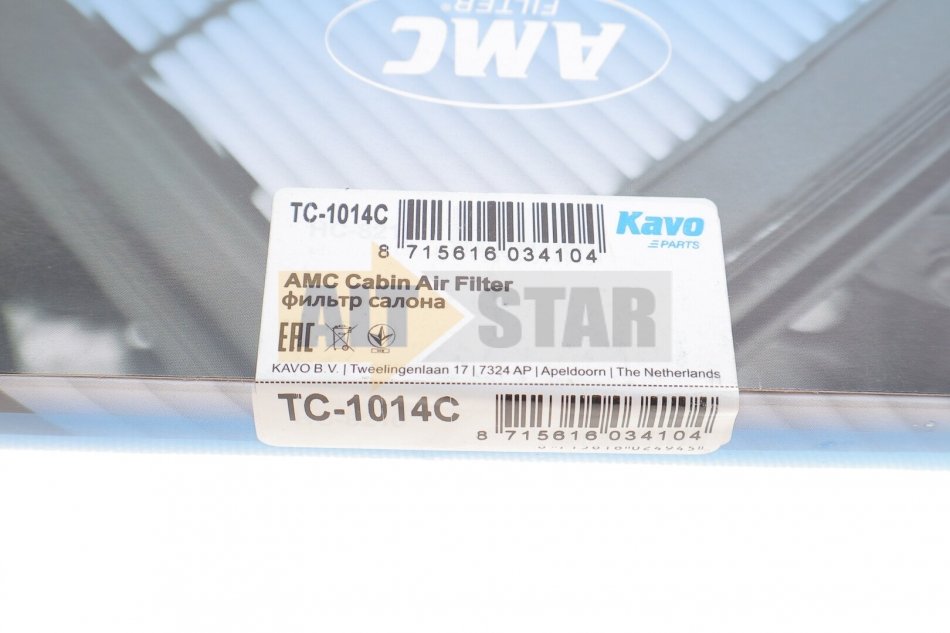 AMC
FILTER®
TC-1014C
8 715616 034104
Kavo
PARTS
AMC Cabin Air Filter
фильтр салона
STAR
EAC
KAVO B.V. | Tweelingenlaan 17 | 7324 AP | Apeldoorn | The Netherlands
TC-1014C
8 715616 034104